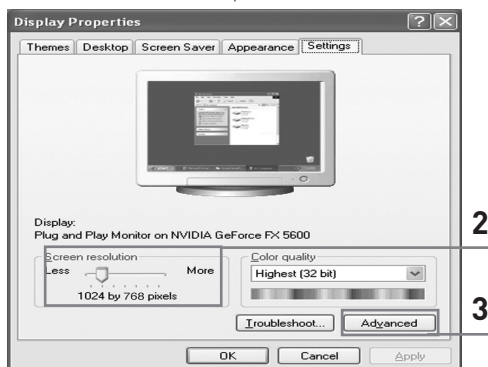 Display Properties
Themes Desktop Screen Saver Appearance Settings
Display:
Plug and Play Monitor on NVIDIA GeForce FX 5600
Screen resolution
Less More
1024 by 768 pixels
Color quality
Highest (32 bit)
2
Troubleshoot... Advanced
3
OK Cancel Apply